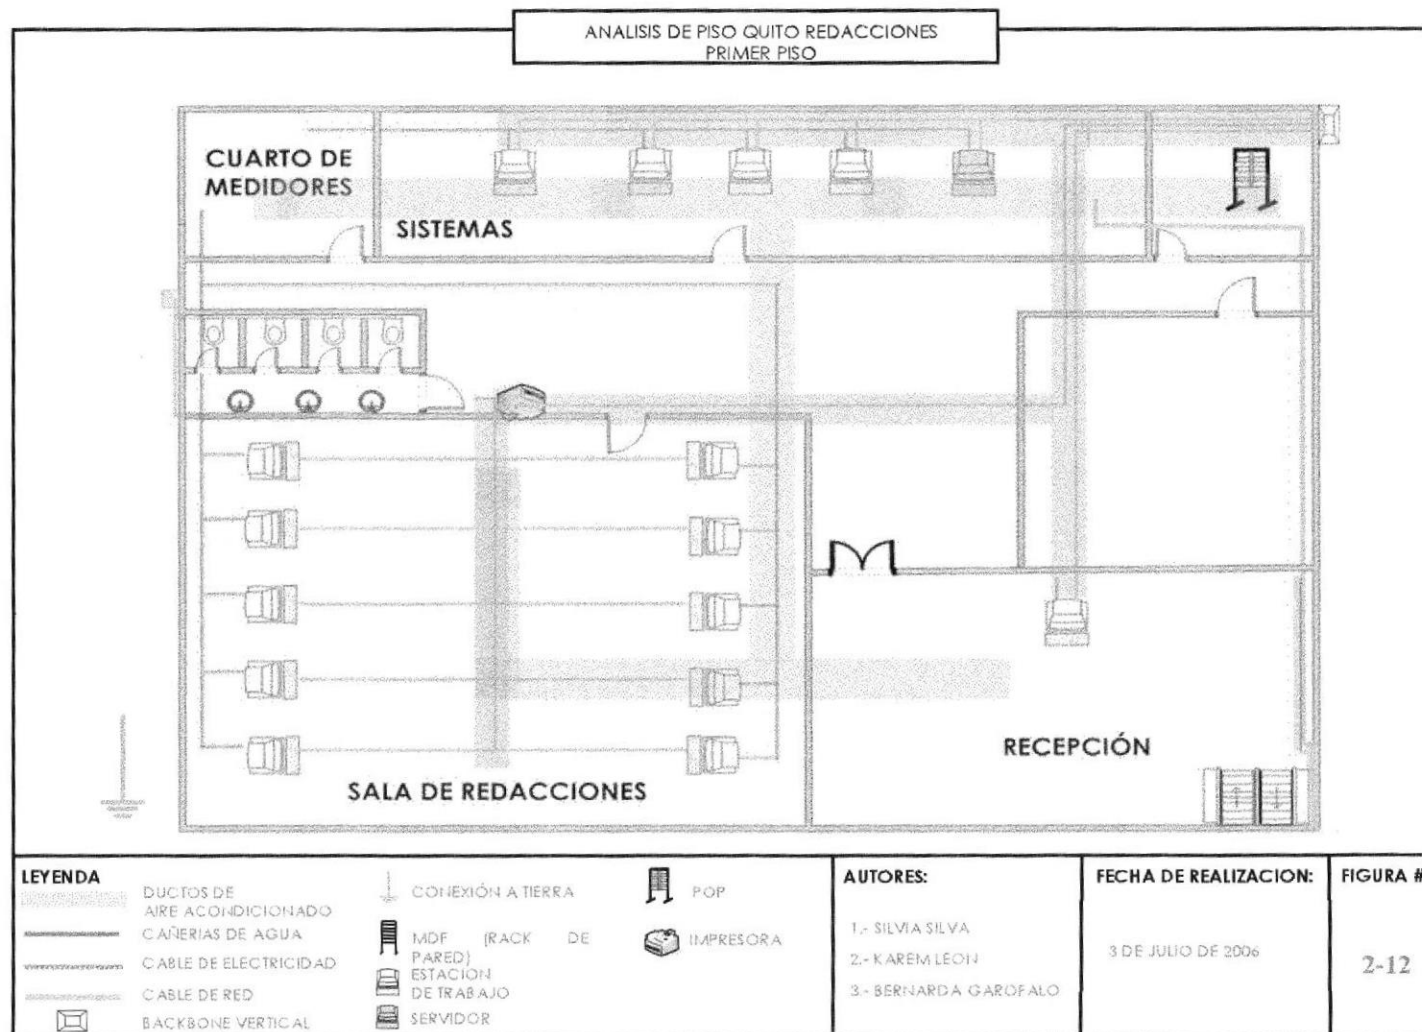 ANALISIS DE PISO QUITO REDACCIONES
PRIMER PISO
CUARTO DE
MEDIDORES
SISTEMAS
RECEPCIÓN
SALA DE REDACCIONES
LEYENDA
DUCTOS DE
AIRE ACONDICIONADO
CAÑERIAS DE AGUA
CABLE DE ELECTRICIDAD
CABLE DE RED
BACKBONE VERTICAL
CONEXIÓN A TIERRA
MDF (RACK DE
PARED)
ESTACION
DE TRABAJO
SERVIDOR
POP
IMPRESORA
AUTORES:
1.- SILVIA SILVA
2.- KAREM LEON
3.- BERNARDA GAROFALO
FECHA DE REALIZACION:
3 DE JULIO DE 2006
FIGURA #
2-12